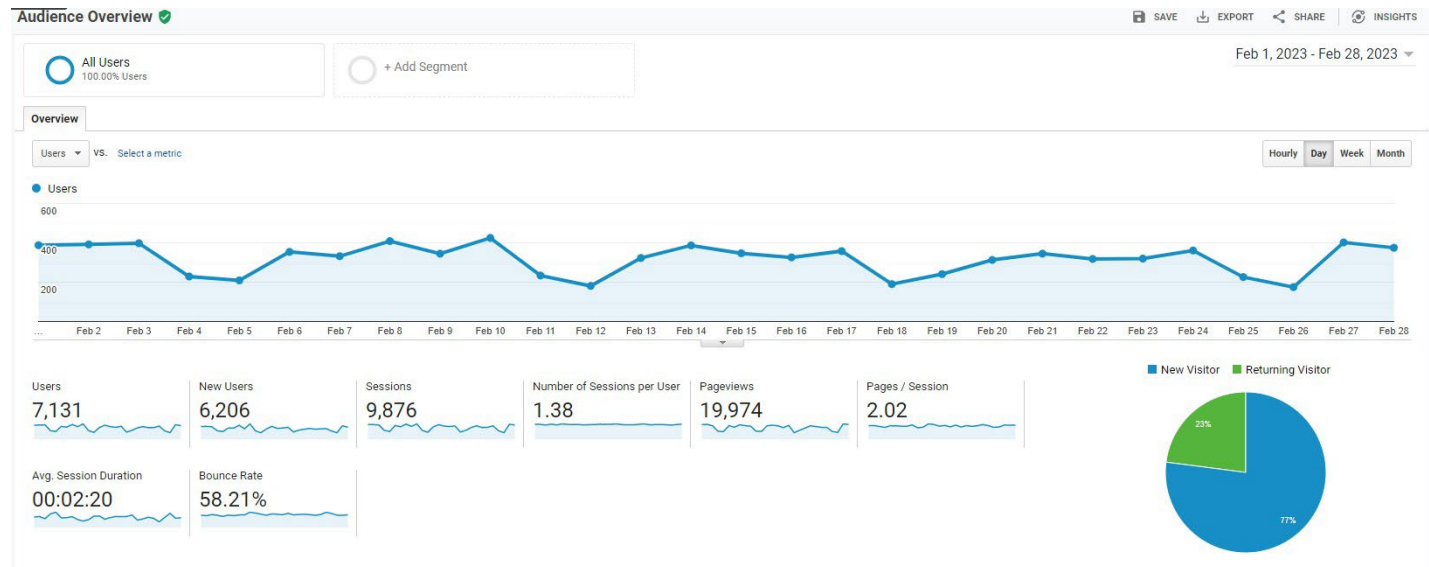 Audience Overview
SAVE EXPORT SHARE INSIGHTS
All Users
100.00% Users
+ Add Segment
Feb 1, 2023 - Feb 28, 2023
Overview
Users VS. Select a metric
Hourly Day Week Month
Users
600
400
200
... Feb 2 Feb 3 Feb 4 Feb 5 Feb 6 Feb 7 Feb 8 Feb 9 Feb 10 Feb 11 Feb 12 Feb 13 Feb 14 Feb 15 Feb 16 Feb 17 Feb 18 Feb 19 Feb 20 Feb 21 Feb 22 Feb 23 Feb 24 Feb 25 Feb 26 Feb 27 Feb 28
New Visitor Returning Visitor
Users New Users Sessions Number of Sessions per User Pageviews Pages / Session
7,131 6,206 9,876 1.38 19,974 2.02
23%
Avg. Session Duration Bounce Rate
00:02:20 58.21%
77%